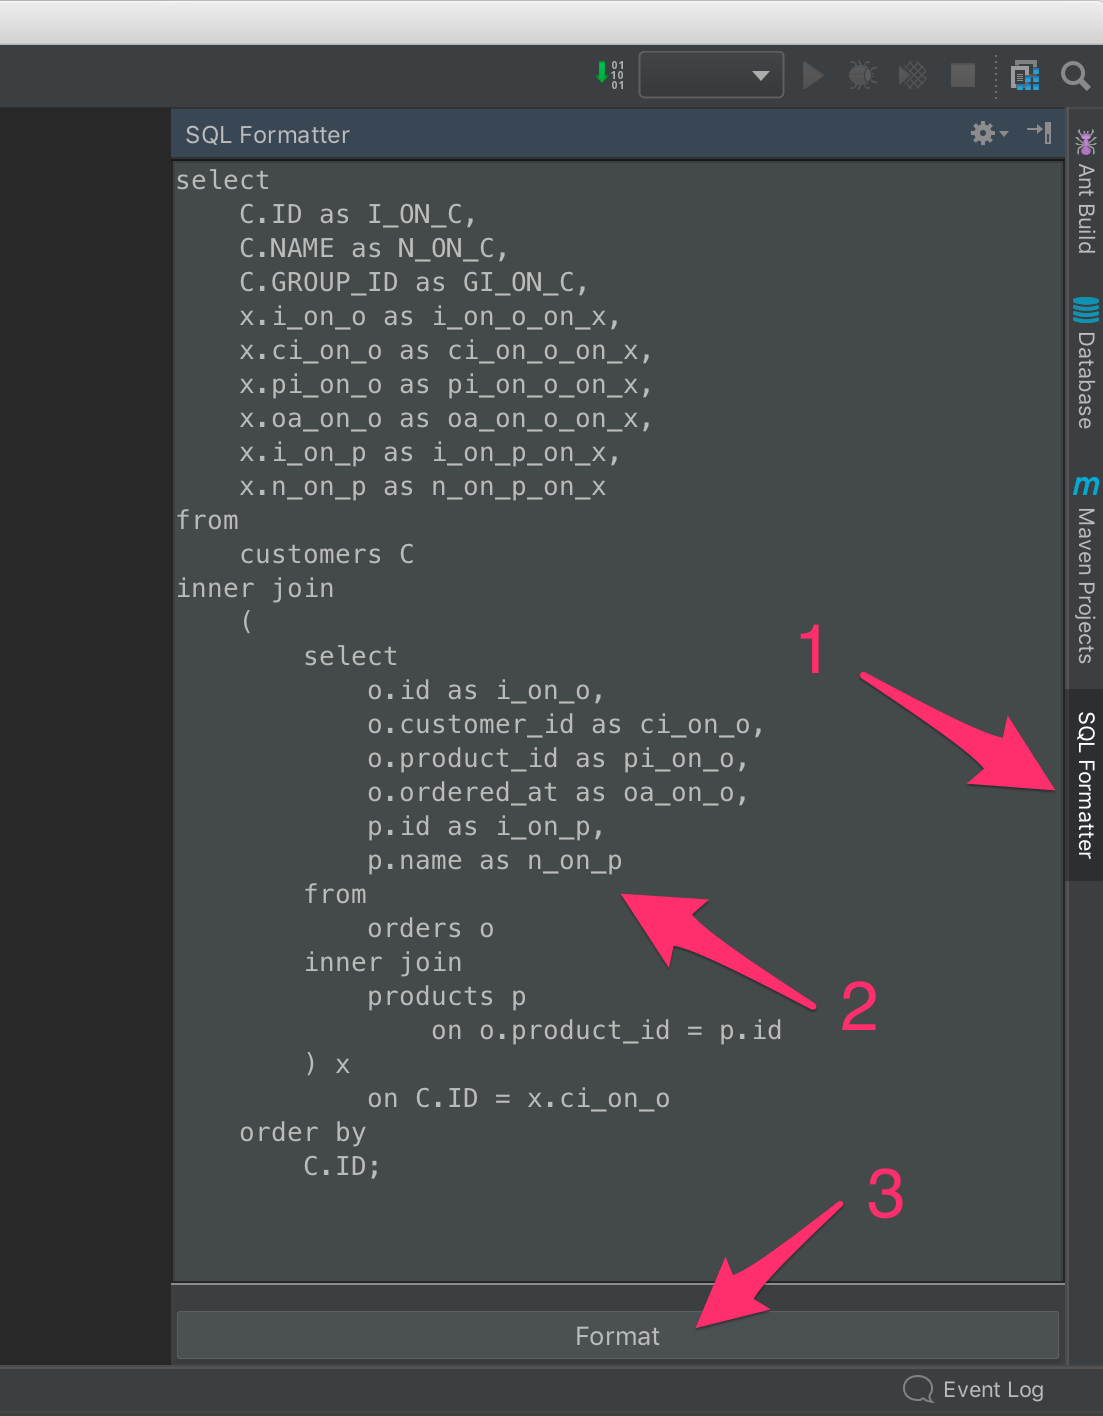 01
10
01
SQL Formatter
select
    C.ID as I_ON_C,
    C.NAME as N_ON_C,
    C.GROUP_ID as GI_ON_C,
    x.i_on_o as i_on_o_on_x,
    x.ci_on_o as ci_on_o_on_x,
    x.pi_on_o as pi_on_o_on_x,
    x.oa_on_o as oa_on_o_on_x,
    x.i_on_p as i_on_p_on_x,
    x.n_on_p as n_on_p_on_x
from
    customers C
inner join
    (
        select
            o.id as i_on_o,
            o.customer_id as ci_on_o,
            o.product_id as pi_on_o,
            o.ordered_at as oa_on_o,
            p.id as i_on_p,
            p.name as n_on_p
        from
            orders o
        inner join
            products p
                on o.product_id = p.id
        ) x
            on C.ID = x.ci_on_o
    order by
        C.ID;
Format
1
2
3
Ant Build
Database
m
Maven Projects
SQL Formatter
Event Log